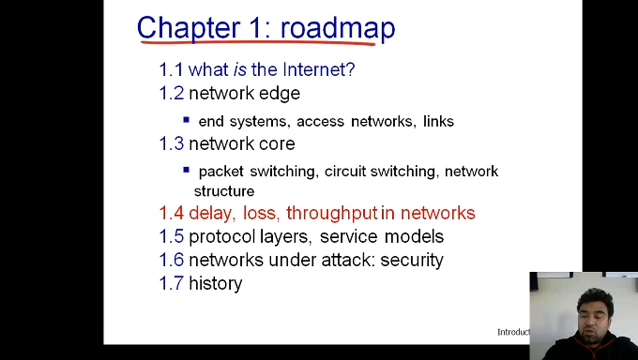 Chapter 1: roadmap
1.1 what is the Internet?
1.2 network edge
end systems, access networks, links
1.3 network core
packet switching, circuit switching, network
structure
1.4 delay, loss, throughput in networks
1.5 protocol layers, service models
1.6 networks under attack: security
1.7 history
Introduct